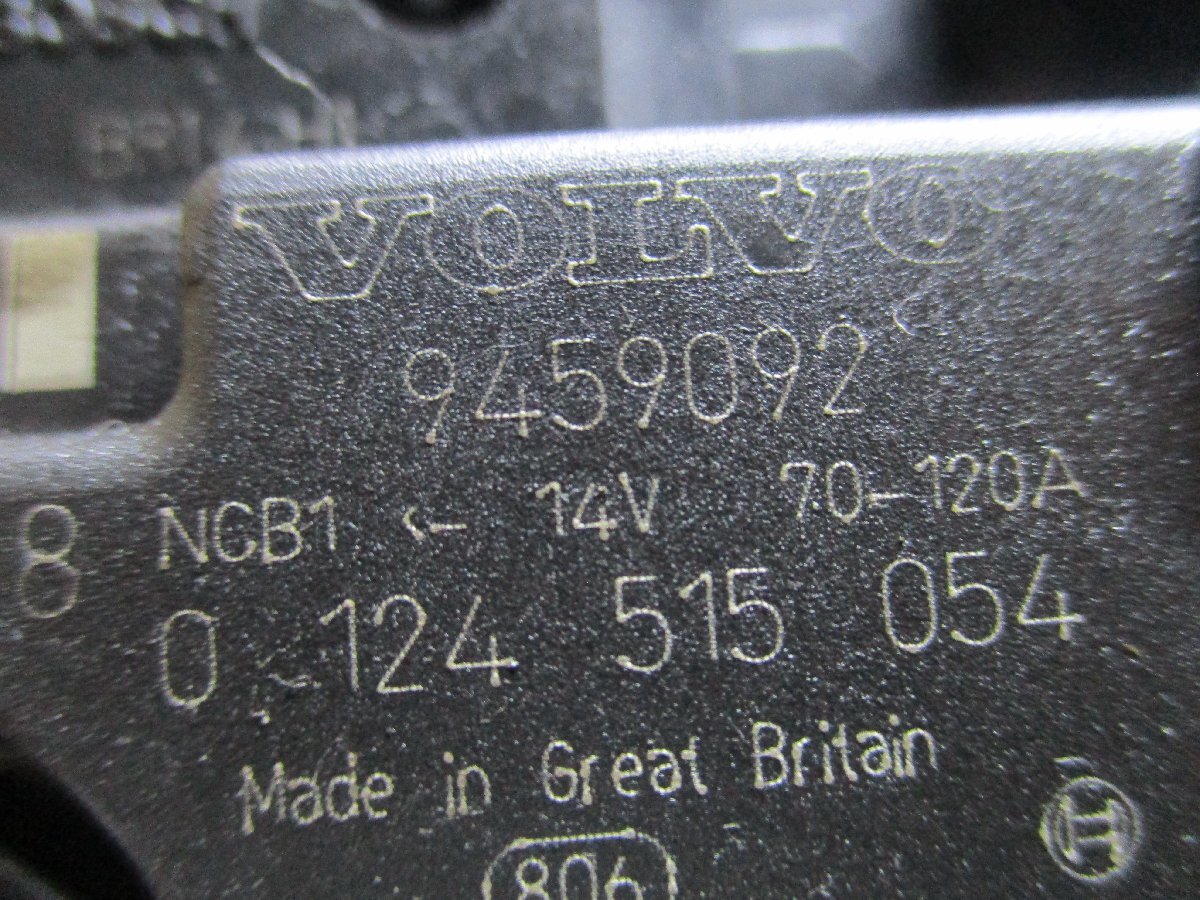 VOLVO
9459092
8 NCB1 ← 14V 70-120A
0 124 515 054
Made in Great Britain
806